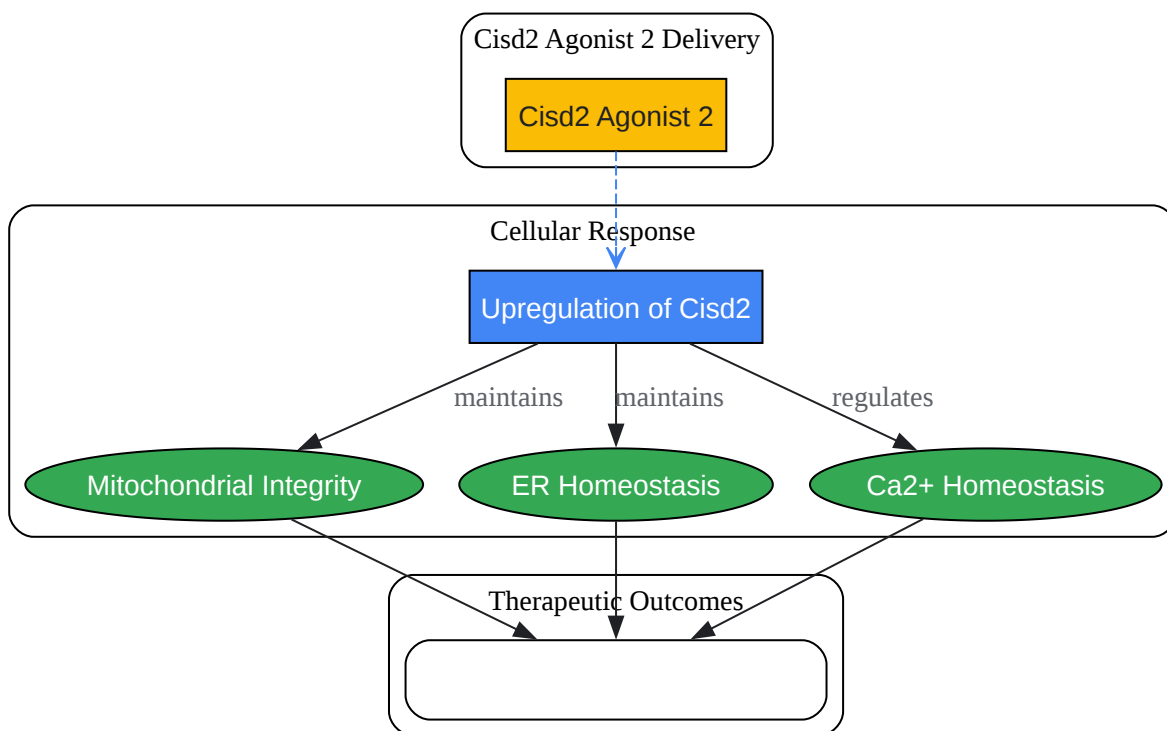 Cisd2 Agonist 2 Delivery
Cisd2 Agonist 2
Cellular Response
Upregulation of Cisd2
maintains
maintains
regulates
Mitochondrial Integrity
ER Homeostasis
Ca2+ Homeostasis
Therapeutic Outcomes